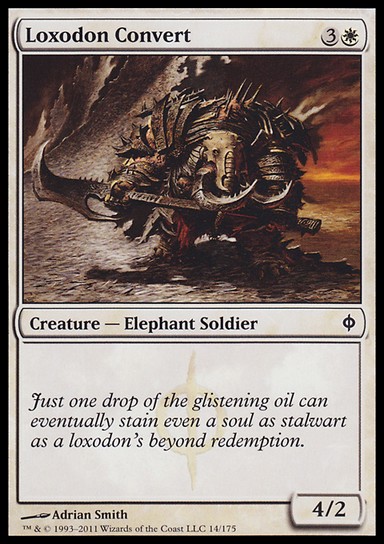 Loxodon Convert
3
Creature — Elephant Soldier
Just one drop of the glistening oil can
eventually stain even a soul as stalwart
as a loxodon's beyond redemption.
Adrian Smith
4/2
™ & © 1993–2011 Wizards of the Coast LLC 14/175